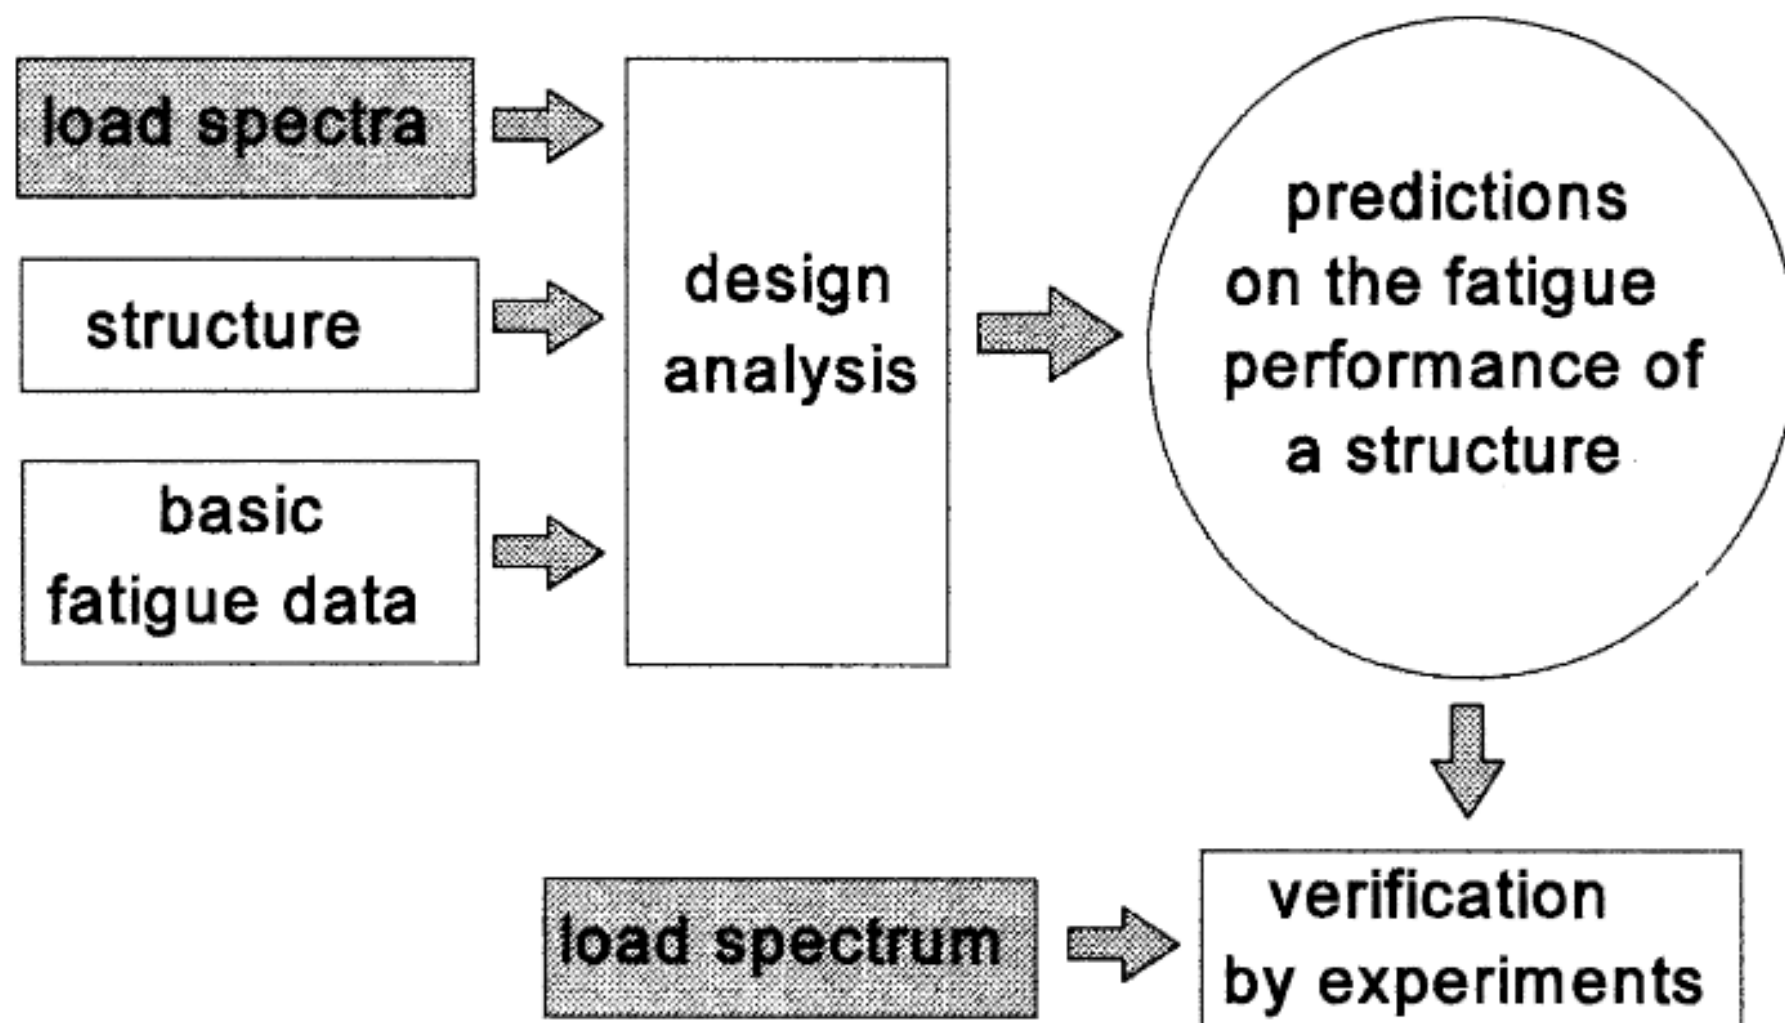 load spectra
structure
basic
fatigue data
design
analysis
predictions
on the fatigue
performance of
a structure
load spectrum
verification
by experiments